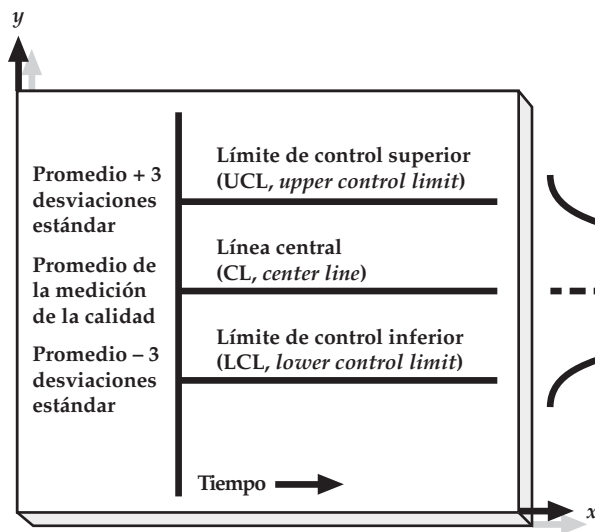 y
Promedio + 3
desviaciones
estándar
Límite de control superior
(UCL, upper control limit)
Promedio de
la medición
de la calidad
Línea central
(CL, center line)
Promedio – 3
desviaciones
estándar
Límite de control inferior
(LCL, lower control limit)
Tiempo
x